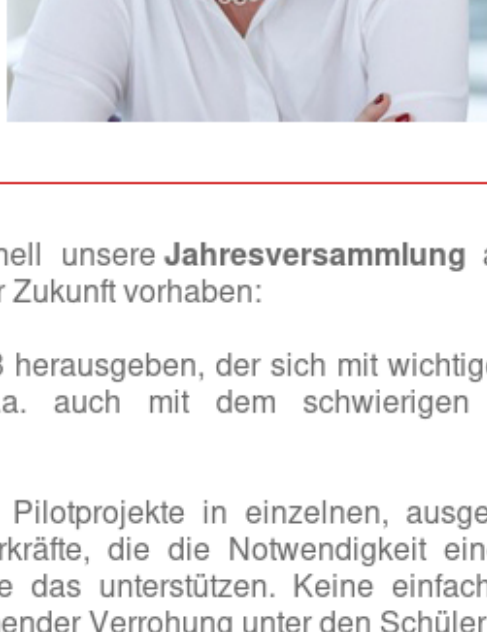 nell unsere Jahresversammlung a
r Zukunft vorhaben:
3 herausgeben, der sich mit wichtige
.a. auch mit dem schwierigen
Pilotprojekte in einzelnen, ausge
rkräfte, die die Notwendigkeit ein
e das unterstützen. Keine einfach
hender Verrohung unter den Schüler